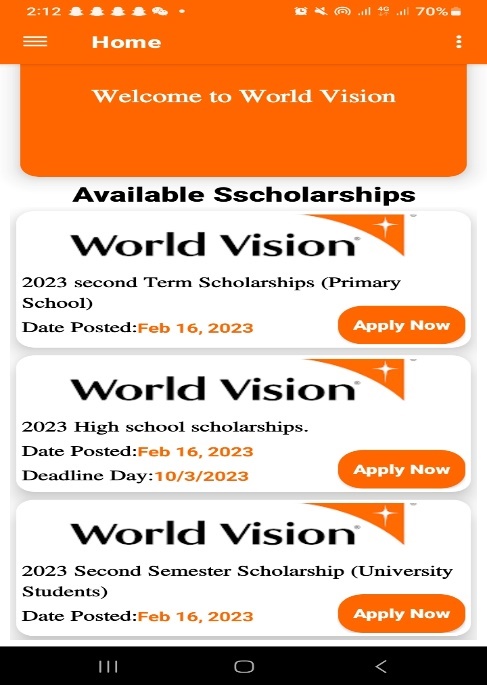 2:12
4G
70%
Home
Welcome to World Vision
Available Sscholarships
World Vision®
2023 second Term Scholarships (Primary
School)
Date Posted:Feb 16, 2023
Apply Now
World Vision®
2023 High school scholarships.
Date Posted:Feb 16, 2023
Deadline Day:10/3/2023
Apply Now
World Vision®
2023 Second Semester Scholarship (University
Students)
Date Posted:Feb 16, 2023
Apply Now